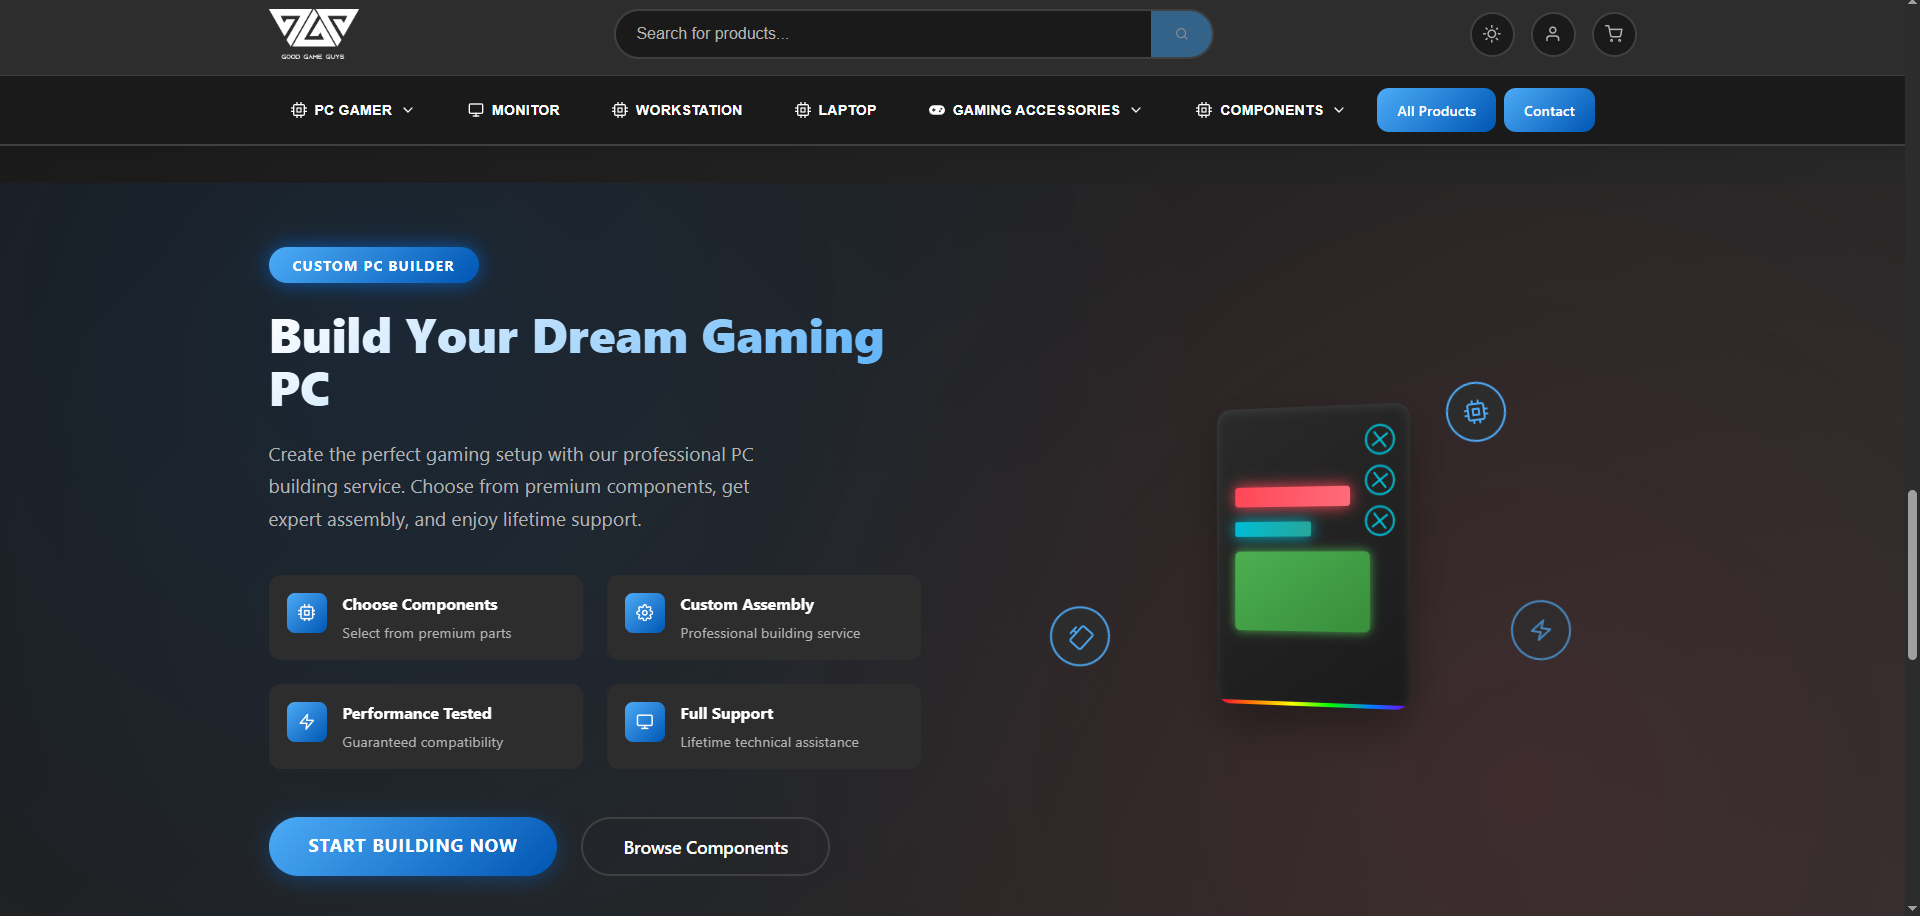 GOOD GAME GUYS
Search for products...
PC GAMER
MONITOR
WORKSTATION
LAPTOP
GAMING ACCESSORIES
COMPONENTS
All Products
Contact
CUSTOM PC BUILDER
Build Your Dream Gaming
PC
Create the perfect gaming setup with our professional PC
building service. Choose from premium components, get
expert assembly, and enjoy lifetime support.
Choose Components
Select from premium parts
Custom Assembly
Professional building service
Performance Tested
Guaranteed compatibility
Full Support
Lifetime technical assistance
START BUILDING NOW
Browse Components